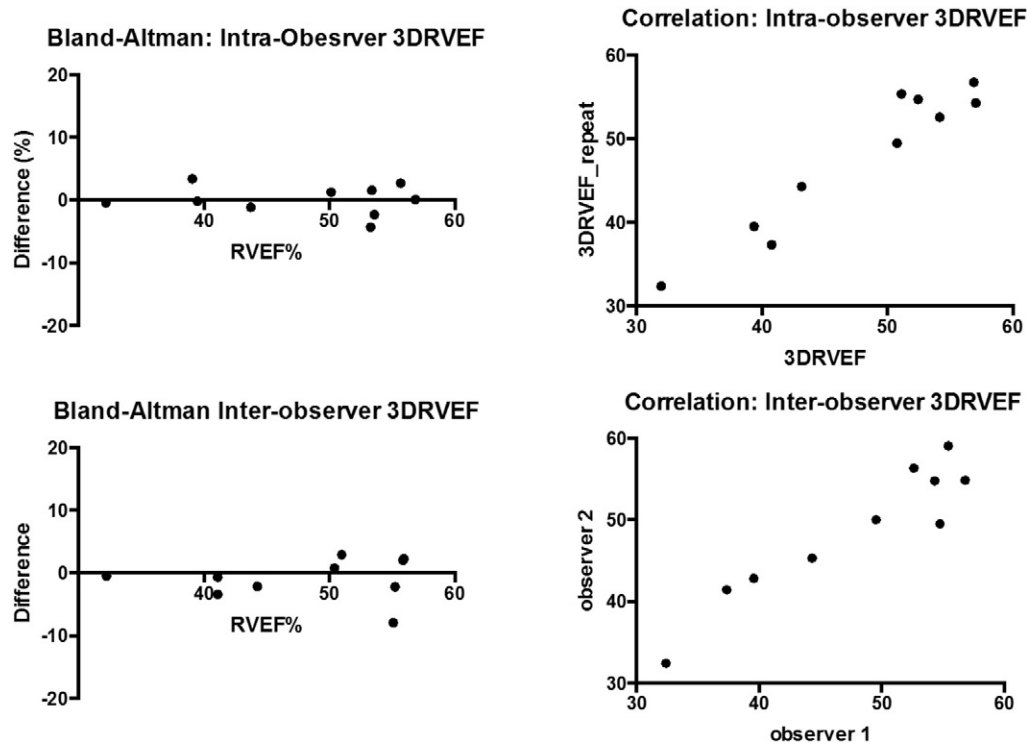 Bland-Altman: Intra-Obesrver 3DRVEF
20
10
0
-10
-20
40
50
60
Difference (%)
RVEF%
Correlation: Intra-observer 3DRVEF
60
50
40
30
30
40
50
60
3DRVEF_repeat
3DRVEF
Bland-Altman Inter-observer 3DRVEF
20
10
0
-10
-20
40
50
60
Difference
RVEF%
Correlation: Inter-observer 3DRVEF
60
50
40
30
30
40
50
60
observer 2
observer 1